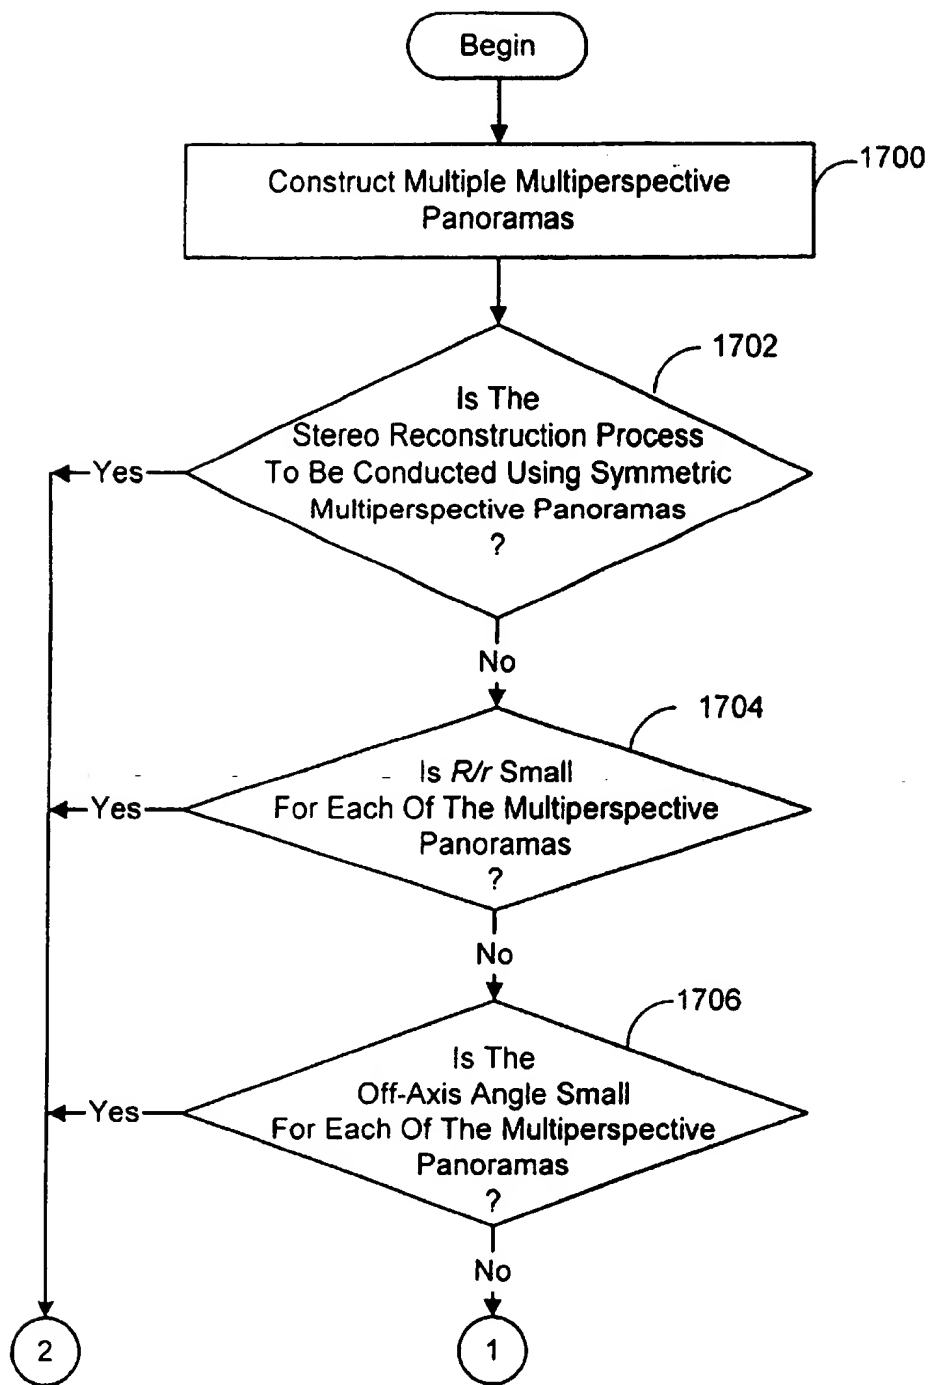 Begin
1700
Construct Multiple Multiperspective
Panoramas
1702
Is The
Stereo Reconstruction Process
To Be Conducted Using Symmetric
Multiperspective Panoramas
?
Yes
No
1704
Is R/r Small
For Each Of The Multiperspective
Panoramas
?
Yes
No
1706
Is The
Off-Axis Angle Small
For Each Of The Multiperspective
Panoramas
?
Yes
No
2
1